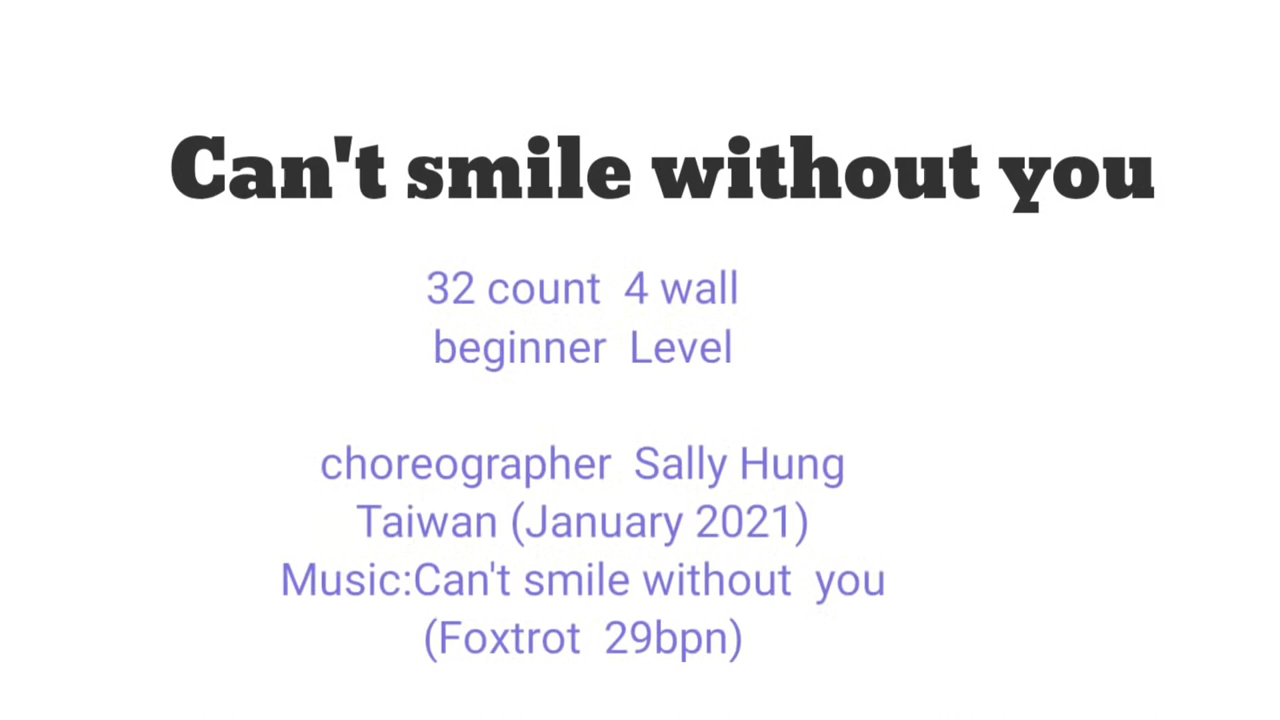 Can't smile without you
32 count  4 wall
beginner  Level
choreographer  Sally Hung
Taiwan (January 2021)
Music:Can't smile without  you
(Foxtrot  29bpn)